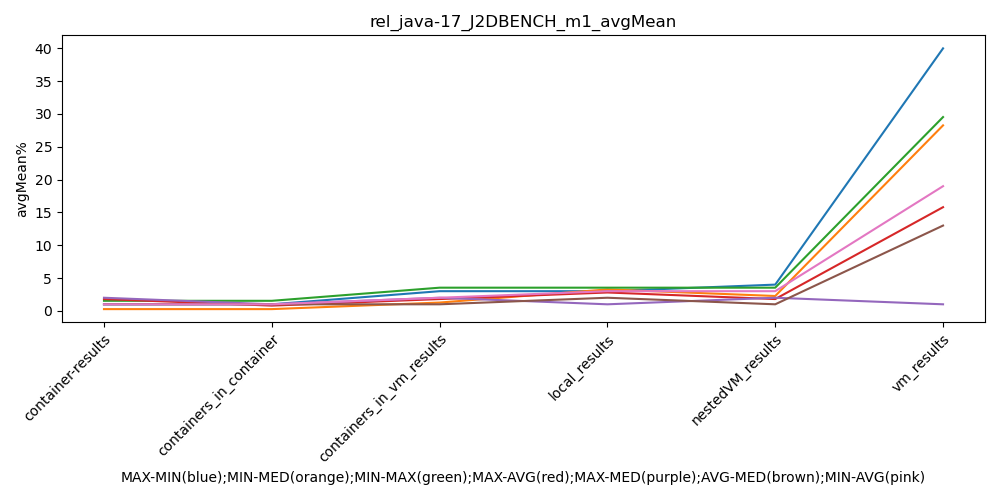 rel_java-17_J2DBENCH_m1_avgMean
avgMean%
40
35
30
25
20
15
10
5
0
container-results
containers_in_container
containers_in_vm_results
local_results
nestedVM_results
vm_results
MAX-MIN(blue);MIN-MED(orange);MIN-MAX(green);MAX-AVG(red);MAX-MED(purple);AVG-MED(brown);MIN-AVG(pink)